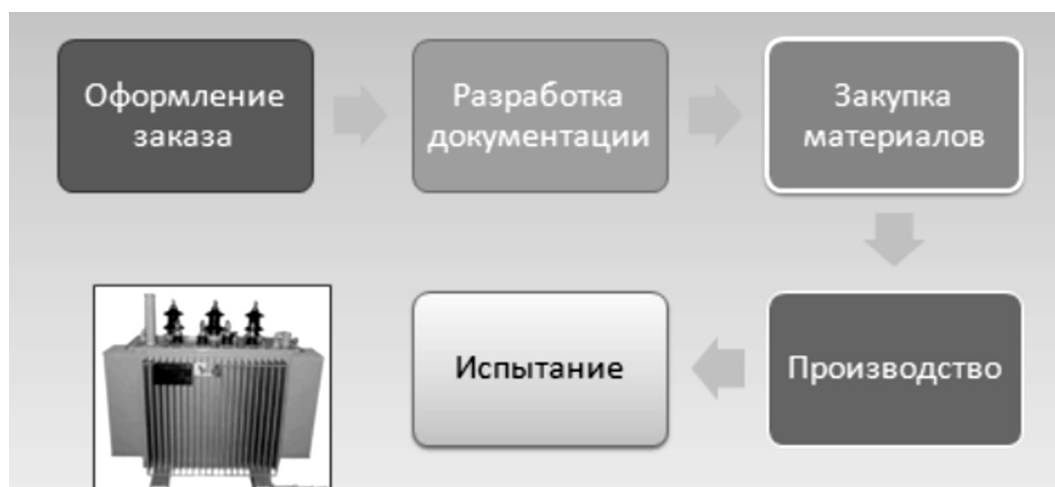 Оформление
заказа
Разработка
документации
Закупка
материалов
Производство
Испытание